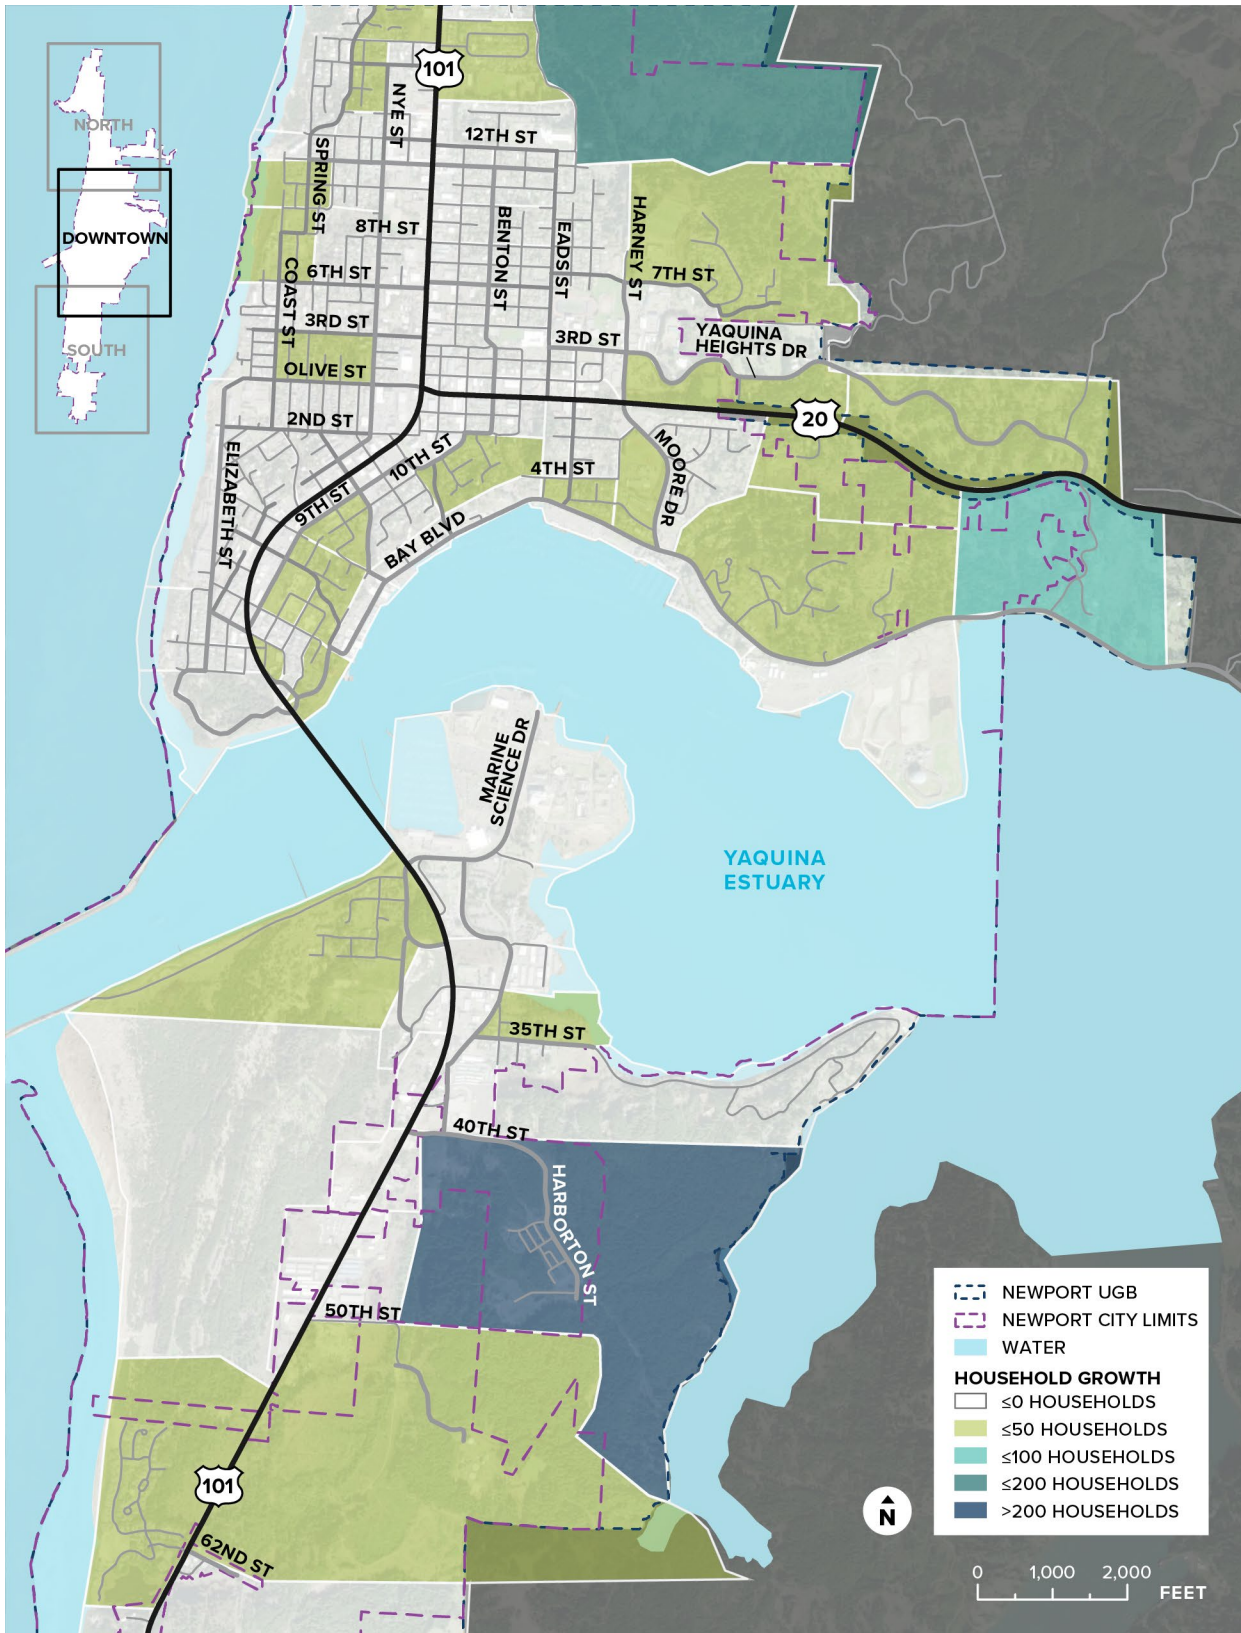 NORTH
DOWNTOWN
SOUTH
101
NYE ST
12TH ST
SPRING ST
8TH ST
BENTON ST
EADS ST
HARNEY ST
7TH ST
COAST ST
6TH ST
3RD ST
3RD ST
YAQUINA
HEIGHTS DR
OLIVE ST
2ND ST
20
ELIZABETH ST
10TH ST
4TH ST
MOORE DR
9TH ST
BAY BLVD
MARINE
SCIENCE DR
YAQUINA
ESTUARY
35TH ST
40TH ST
HARBORTON ST
50TH ST
101
62ND ST
NEWPORT UGB
NEWPORT CITY LIMITS
WATER
HOUSEHOLD GROWTH
≤0 HOUSEHOLDS
≤50 HOUSEHOLDS
≤100 HOUSEHOLDS
≤200 HOUSEHOLDS
>200 HOUSEHOLDS
N
0 1,000 2,000
FEET